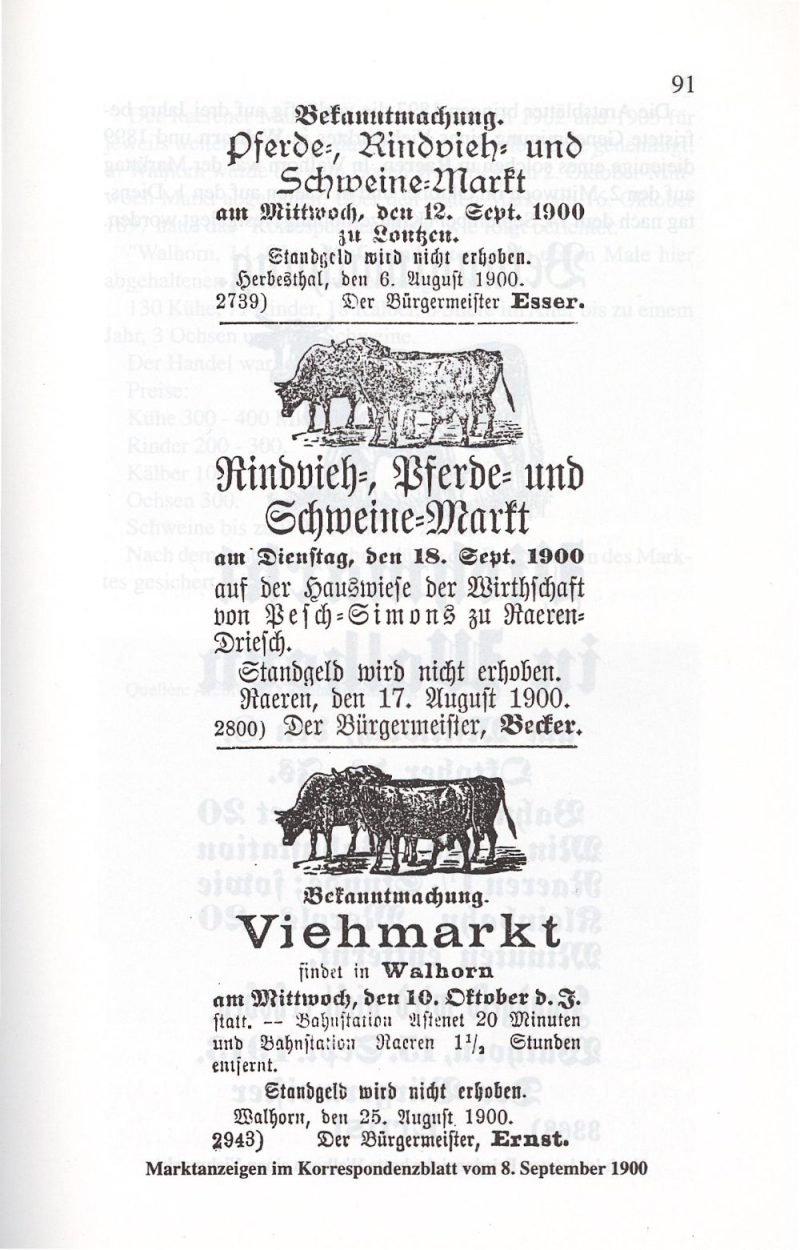 91
Bekanntmachung.
Pferde-, Rindvieh- und
Schweine-Markt
am Mittwoch, den 12. Sept. 1900
zu Lontzen.
Standgeld wird nicht erhoben.
Herbesthal, den 6. August 1900.
2739) Der Bürgermeister Esser.
Rindvieh-, Pferde- und
Schweine-Markt
am Dienstag, den 18. Sept. 1900
auf der Hauswiese der Wirthschaft
von Pesch-Simons zu Raeren-
Driesch.
Standgeld wird nicht erhoben.
Raeren, den 17. August 1900.
2800) Der Bürgermeister, Becker.
Bekanntmachung.
Viehmarkt
findet in Walhorn
am Mittwoch, den 10. Oktober d. J.
statt. -- Bahnstation Astenet 20 Minuten
und Bahnstation Raeren 1 1/2 Stunden
entfernt.
Standgeld wird nicht erhoben.
Walhorn, den 25. August 1900.
2943) Der Bürgermeister, Ernst.
Marktanzeigen im Korrespondenzblatt vom 8. September 1900